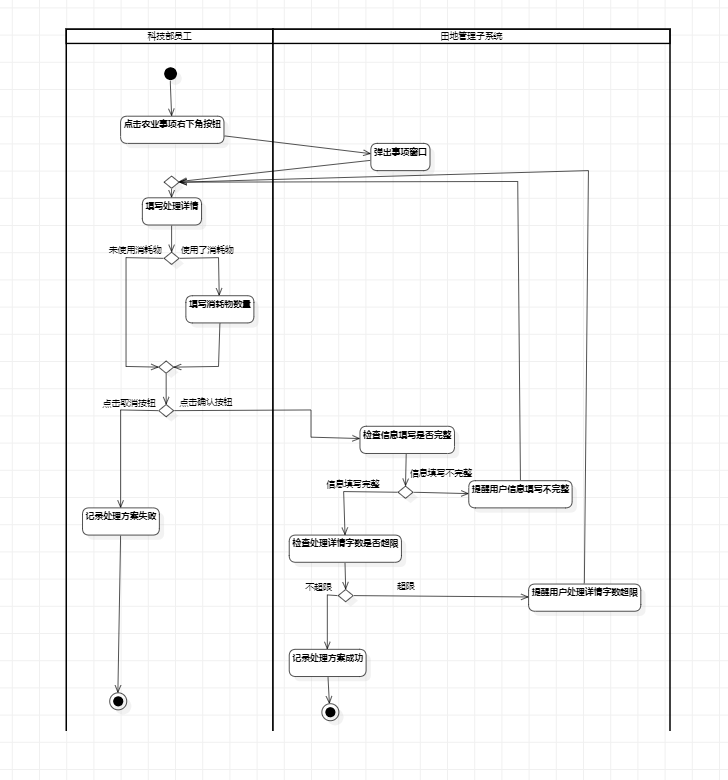 科技部员工
田地管理子系统
点击农业事项右下角按钮
弹出事项窗口
填写处理详情
未使用消耗物
使用了消耗物
填写消耗物数量
点击取消按钮
点击确认按钮
检查信息填写是否完整
信息填写不完整
信息填写完整
提醒用户信息填写不完整
记录处理方案失败
检查处理详情字数是否超限
不超限
超限
提醒用户处理详情字数超限
记录处理方案成功